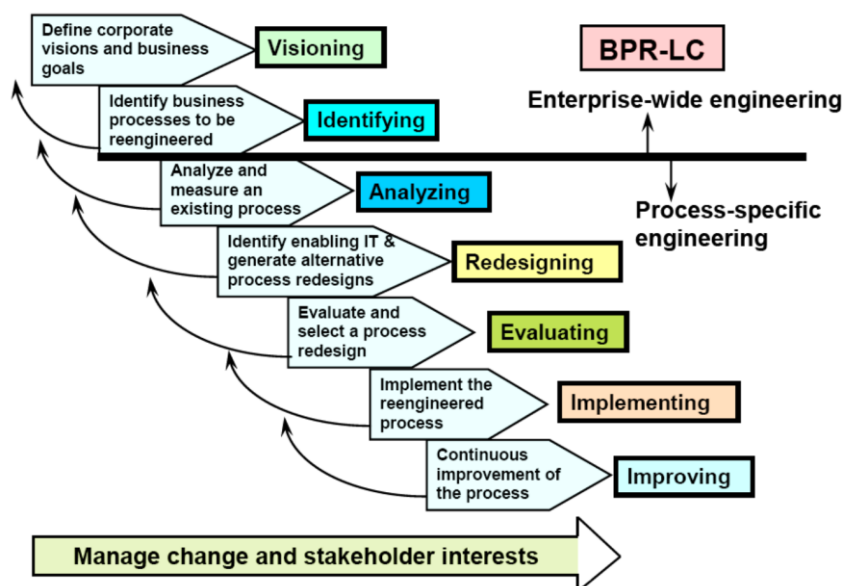 Define corporate
visions and business
goals
Visioning
BPR-LC
Enterprise-wide engineering
Identify business
processes to be
reengineered
Identifying
Analyze and
measure an
existing process
Analyzing
Process-specific
engineering
Identify enabling IT &
generate alternative
process redesigns
Redesigning
Evaluate and
select a process
redesign
Evaluating
Implement the
reengineered
process
Implementing
Continuous
improvement of
the process
Improving
Manage change and stakeholder interests